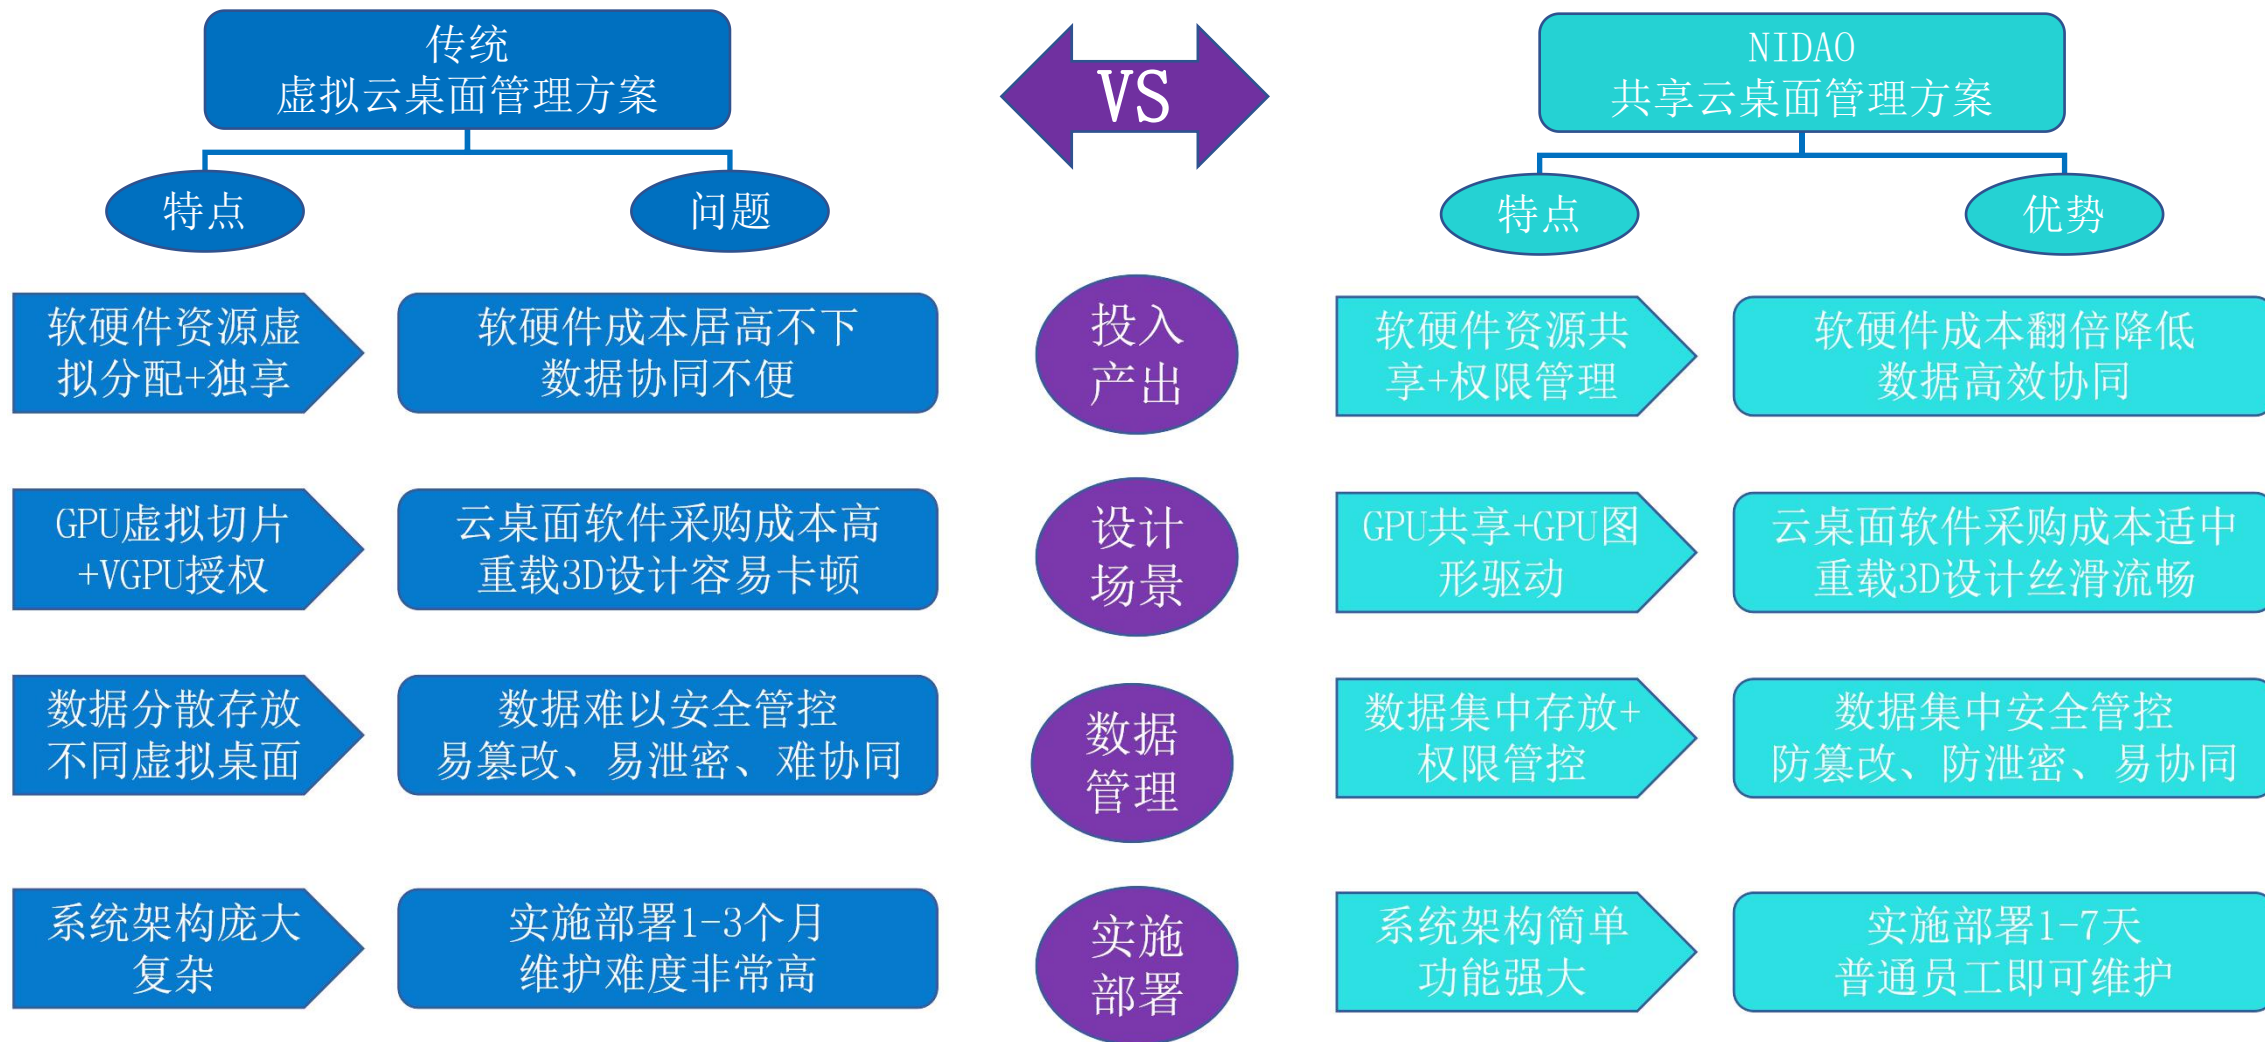 传统
虚拟云桌面管理方案
VS
NIDAO
共享云桌面管理方案
特点
问题
特点
优势
软硬件资源虚
拟分配+独享
软硬件成本居高不下
数据协同不便
投入
产出
软硬件资源共
享+权限管理
软硬件成本翻倍降低
数据高效协同
GPU虚拟切片
+VGPU授权
云桌面软件采购成本高
重载3D设计容易卡顿
设计
场景
GPU共享+GPU图
形驱动
云桌面软件采购成本适中
重载3D设计丝滑流畅
数据分散存放
不同虚拟桌面
数据难以安全管控
易篡改、易泄密、难协同
数据
管理
数据集中存放+
权限管控
数据集中安全管控
防篡改、防泄密、易协同
系统架构庞大
复杂
实施部署1-3个月
维护难度非常高
实施
部署
系统架构简单
功能强大
实施部署1-7天
普通员工即可维护